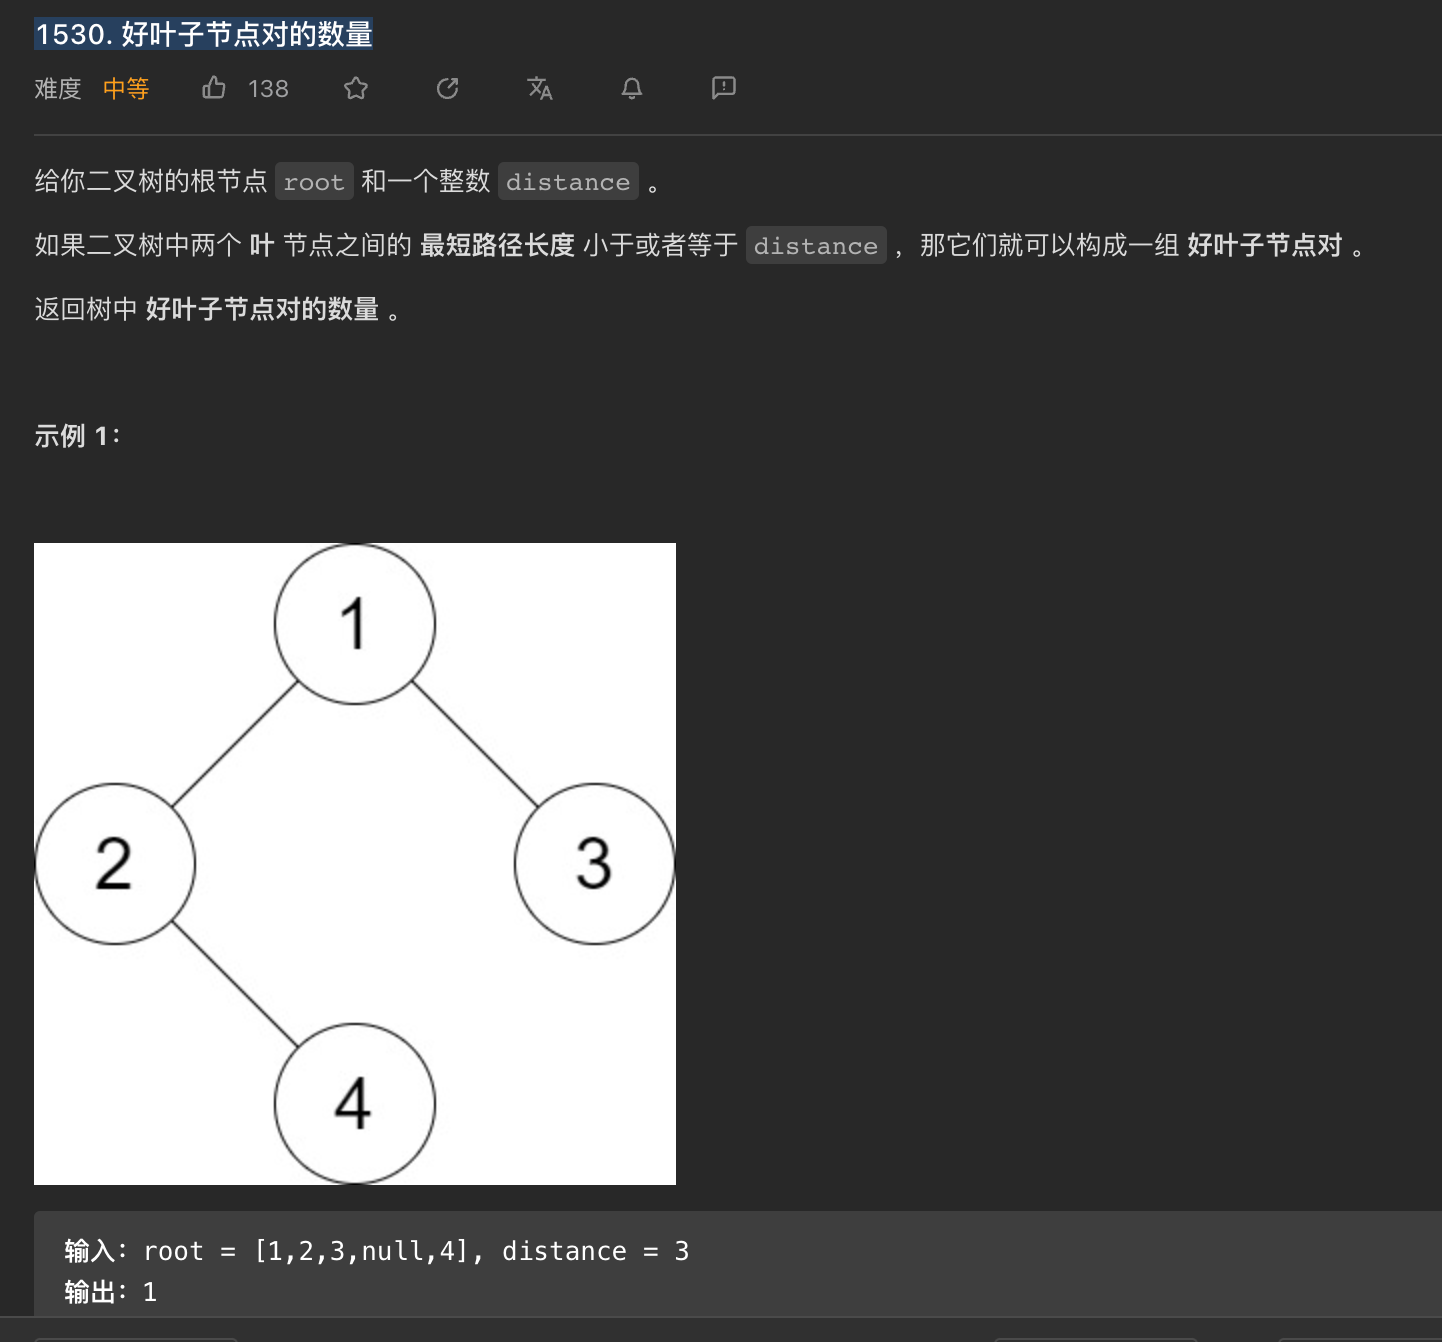 1530. 好叶子节点对的数量
难度 中等 138
给你二叉树的根节点 root 和一个整数 distance 。
如果二叉树中两个 叶 节点之间的 最短路径长度 小于或者等于 distance ，那它们就可以构成一组 好叶子节点对 。
返回树中 好叶子节点对的数量 。
示例 1：
1
2 3
4
输入：root = [1,2,3,null,4], distance = 3
输出：1